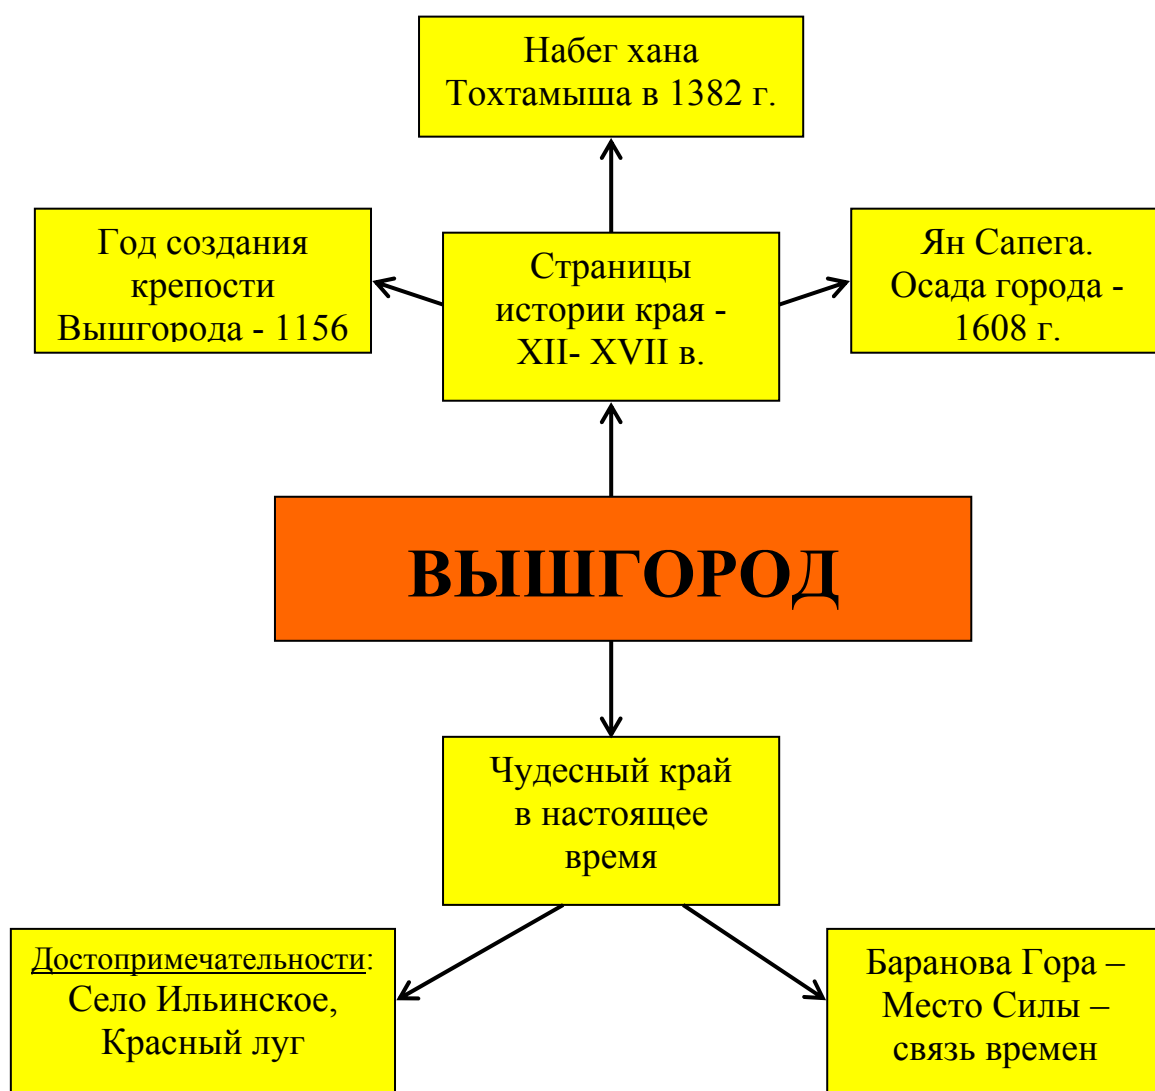 Набег хана
Тохтамыша в 1382 г.
Год создания
крепости
Вышгорода - 1156
Страницы
истории края -
XII- XVII в.
Ян Сапега.
Осада города -
1608 г.
ВЫШГОРОД
Чудесный край
в настоящее
время
Достопримечательности:
Село Ильинское,
Красный луг
Баранова Гора –
Место Силы –
связь времен